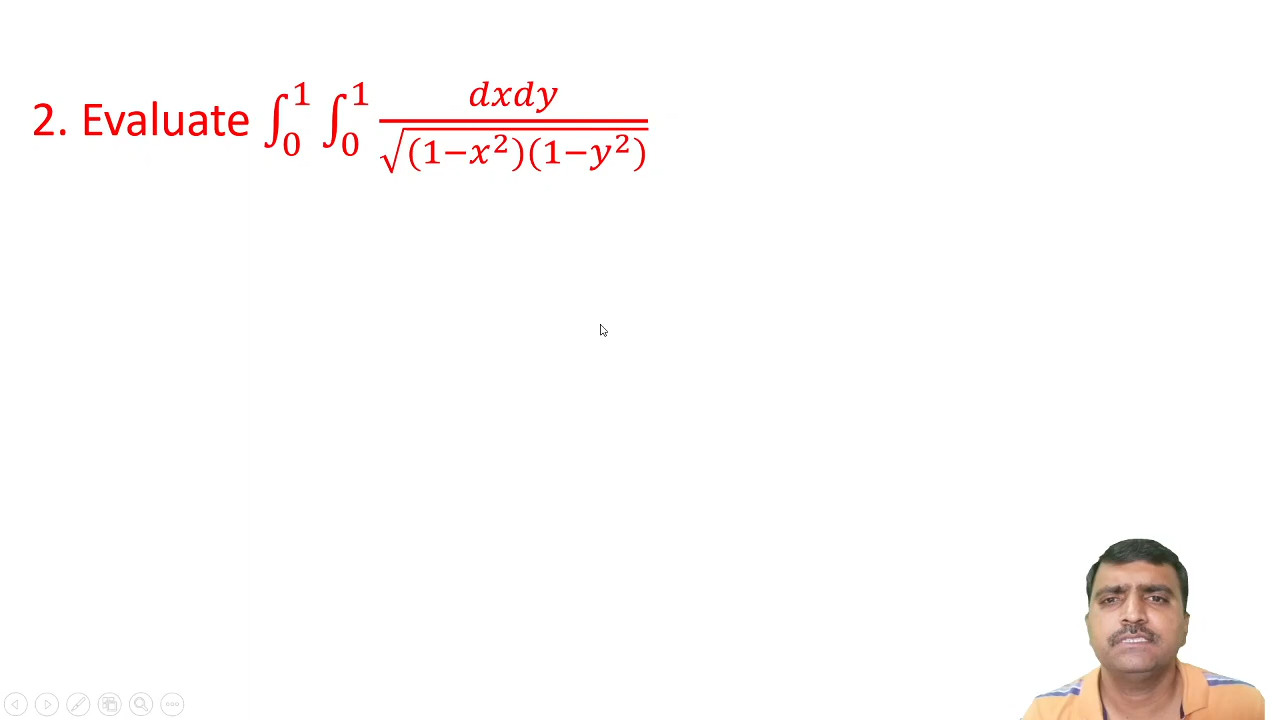 2. Evaluate ∫₀¹ ∫₀¹ dxdy / √((1−x²)(1−y²))